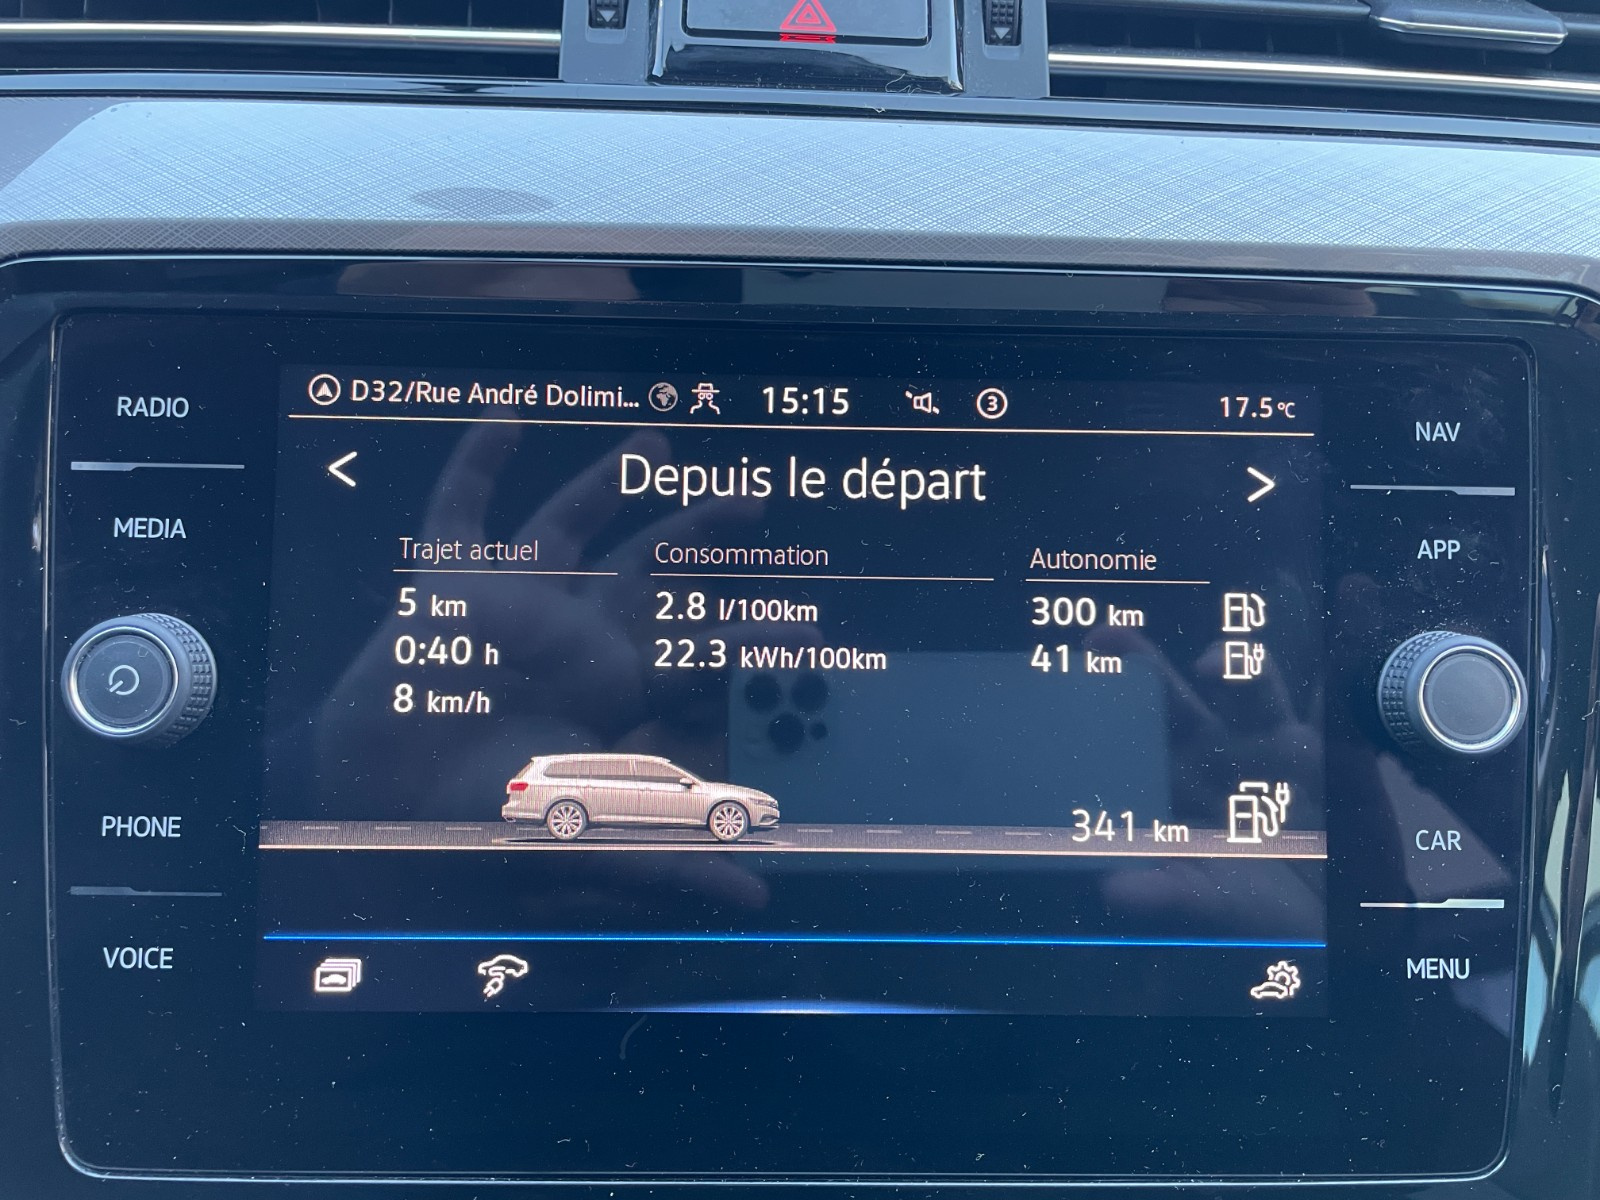 RADIO
MEDIA
PHONE
VOICE
D32/Rue André Dolimi... 15:15 3 17.5°C
< Depuis le départ >
Trajet actuel Consommation Autonomie
5 km 2.8 l/100km 300 km
0:40 h 22.3 kWh/100km 41 km
8 km/h
341 km
NAV
APP
CAR
MENU